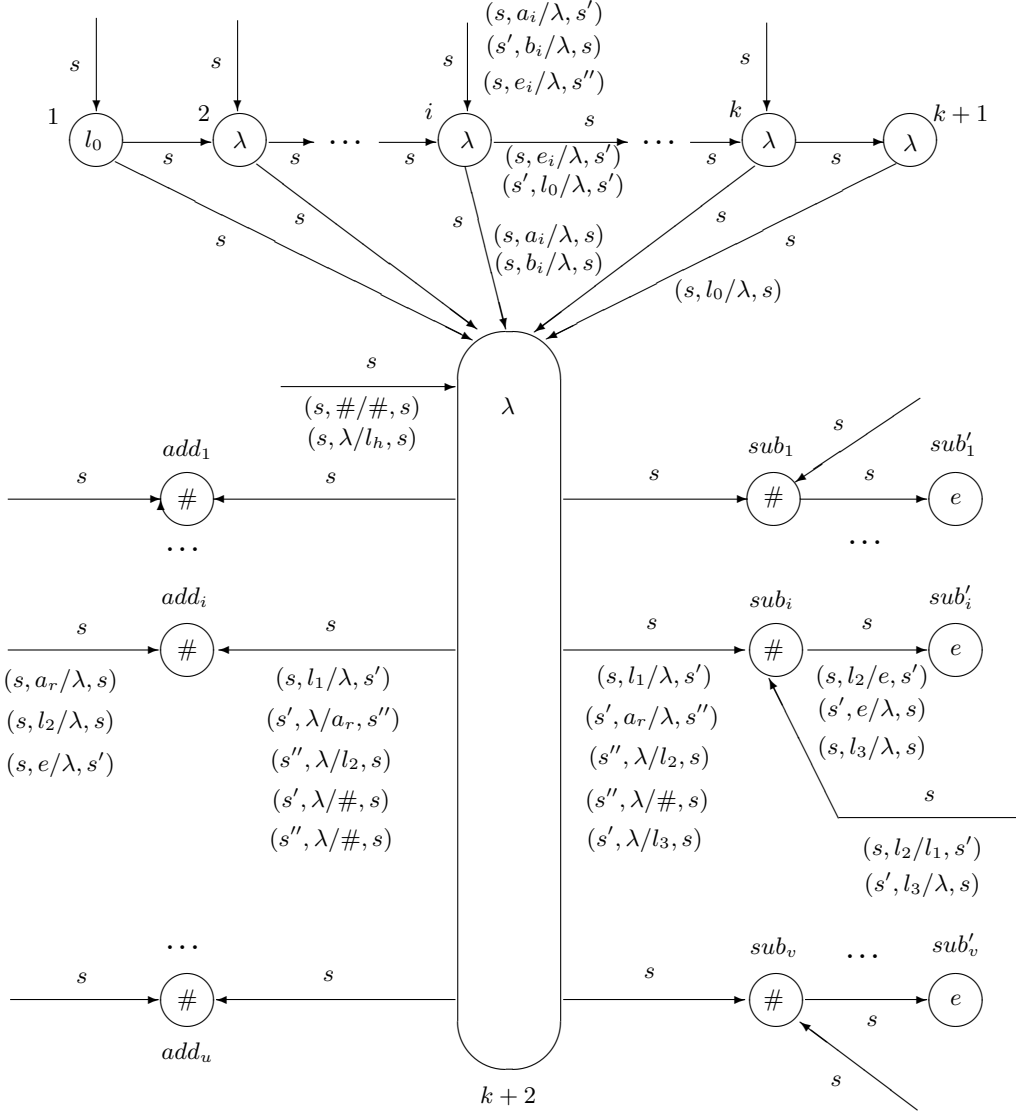 (s, a_i/λ, s′)
(s′, b_i/λ, s)
(s, e_i/λ, s″)
s s s s
1 2 i k k + 1
l_0 λ λ λ λ
s s s s s s
· · · · · ·
(s, e_i/λ, s′)
(s′, l_0/λ, s′)
s s s s s
(s, a_i/λ, s)
(s, b_i/λ, s)
(s, l_0/λ, s)
s
(s, #/#, s)
(s, λ/l_h, s)
λ
s
add_1 sub_1 sub′_1
s # s s # s e
· · · · · ·
add_i sub_i sub′_i
s # s s # s e
(s, a_r/λ, s)
(s, l_2/λ, s)
(s, e/λ, s′)
(s, l_1/λ, s′)
(s′, λ/a_r, s″)
(s″, λ/l_2, s)
(s′, λ/#, s)
(s″, λ/#, s)
(s, l_1/λ, s′)
(s′, a_r/λ, s″)
(s″, λ/l_2, s)
(s″, λ/#, s)
(s′, λ/l_3, s)
(s, l_2/e, s′)
(s′, e/λ, s)
(s, l_3/λ, s)
s
(s, l_2/l_1, s′)
(s′, l_3/λ, s)
· · · · · ·
sub_v sub′_v
s # s s # s e
add_u
s
k + 2